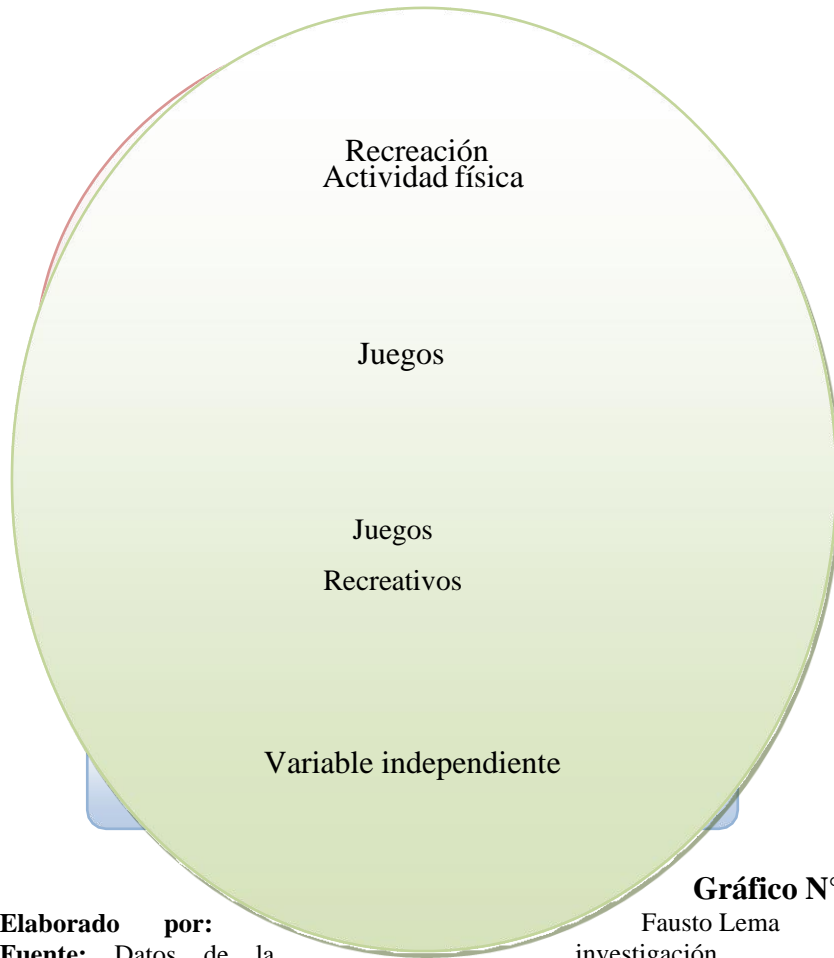 Recreación
Actividad física
Juegos
Juegos
Recreativos
Variable independiente
Gráfico N°
Elaborado por: Fausto Lema
Fuente: Datos de la investigación